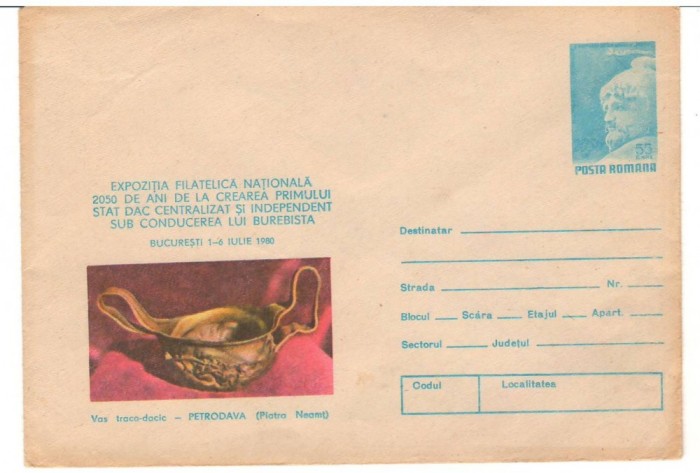 55
POSTA ROMANA
EXPOZIȚIA FILATELICA NAȚIONALĂ
2050 DE ANI DE LA CREAREA PRIMULUI
STAT DAC CENTRALIZAT ȘI INDEPENDENT
SUB CONDUCEREA LUI BUREBISTA
BUCUREȘTI 1-6 IULIE 1980
Vas traco-dacic – PETRODAVA (Piatra Neamț)
Destinatar
Strada Nr.
Blocul Scâra Etajul Apart.
Sectorul Județul
Codul Localitatea